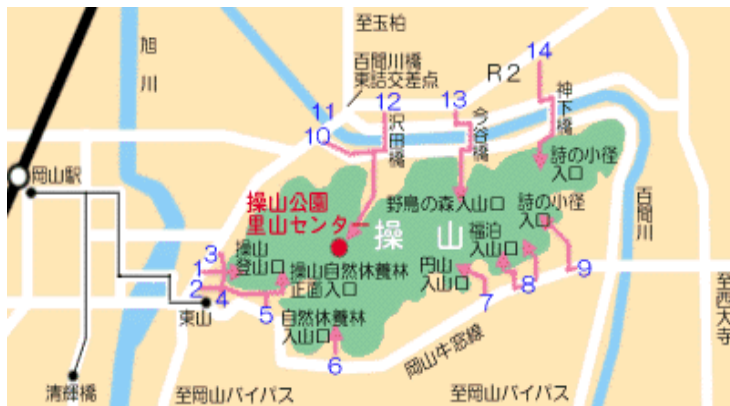 至玉柏
旭川
百間川橋
東詰交差点
R2
14
11
12
13
10
沢田橋
今谷橋
神下橋
岡山駅
詩の小径
入口
操山公園
里山センター
野鳥の森入山口
詩の小径
入口
百間川
操山
福泊
入山口
3
操山
登山口
1
2
4
操山自然休養林
正面入口
円山
入山口
5
7
8
9
東山
自然休養林
入山口
6
岡山牛窓線
至西大寺
清輝橋
至岡山バイパス
至岡山バイパス